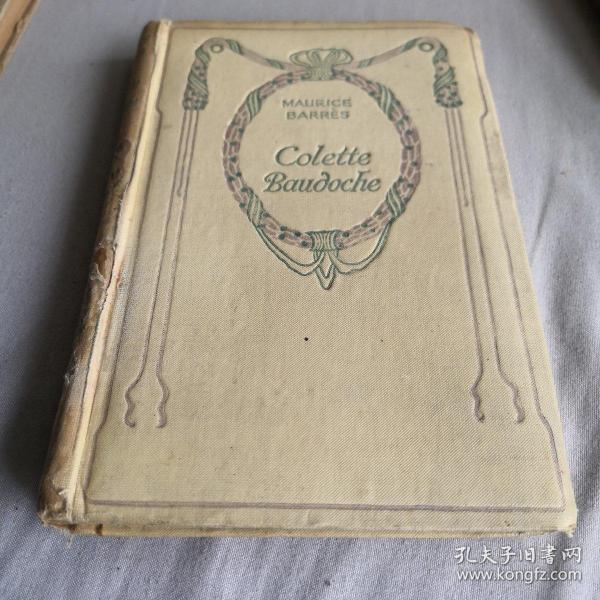 MAURICE
BARRÈS
Colette
Baudoche
孔夫子旧书网
www.kongfz.com